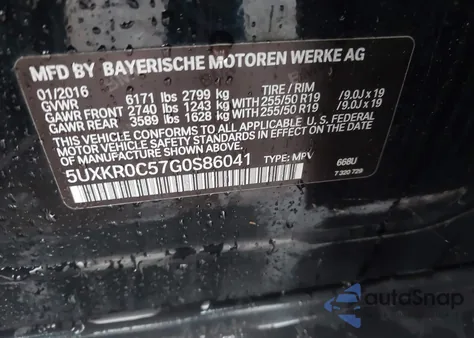 MFD BY BAYERISCHE MOTOREN WERKE AG
01/2016 TIRE / RIM
GVWR 6171 lbs 2799 kg
GAWR FRONT 2740 lbs 1243 kg WITH 255/50 R19 /9.0J x 19
GAWR REAR 3589 lbs 1628 kg WITH 255/50 R19 /9.0J x 19
THIS VEHICLE CONFORMS TO ALL APPLICABLE U.S. FEDERAL
MOTOR VEHICLE SAFETY STANDARDS IN EFFECT ON THE DATE
OF MANUFACTURE SHOWN ABOVE.
5UXKR0C57G0S86041 TYPE: MPV 668U
7 320 729
autoSnap